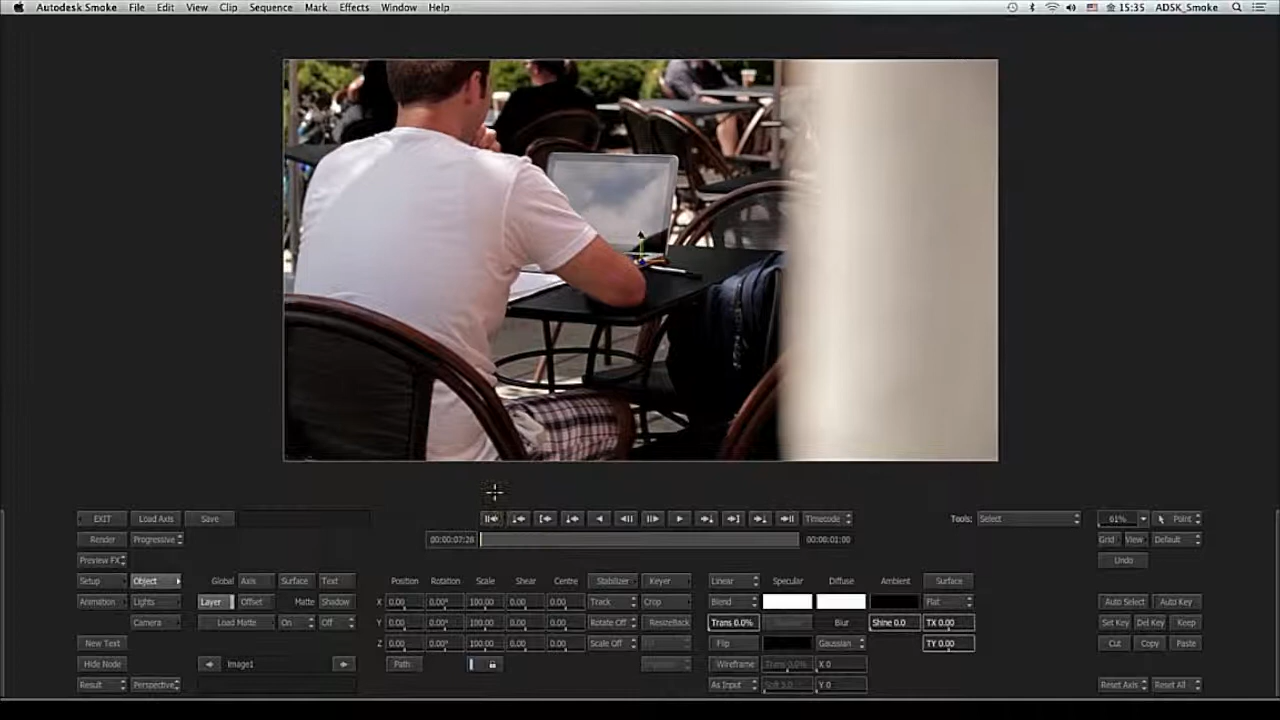 Autodesk Smoke File Edit View Clip Sequence Mark Effects Window Help 金 15:35 ADSK_Smoke
EXIT Load Axis Save Timecode Tools: Select 61% Point
Render Progressive 00:00:07:28 00:00:01:00 Grid View Default
Preview FX Undo
Setup Object Global Axis Surface Text Position Rotation Scale Shear Centre Stabilizer Keyer Linear Specular Diffuse Ambient Surface
Animation Lights Layer Offset Matte Shadow X 0.00 0.00° 100.00 0.00 0.00 Track Crop Blend Flat Auto Select Auto Key
Camera Load Matte On Off Y 0.00 0.00° 100.00 0.00 0.00 Rotate Off ResizeBack Trans 0.0% Blur Shine 0.0 TX 0.00 Set Key Del Key Keep
New Text Z 0.00 0.00° 100.00 0.00 0.00 Scale Off Flip Gaussian TY 0.00 Cut Copy Paste
Hide Node Image1 Path Wireframe Trans 0.0% X 0
Result Perspective As Input Y 0 Reset Axis Reset All